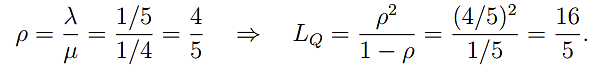 ρ = λ/μ = (1/5)/(1/4) = 4/5 ⇒ L_Q = ρ²/(1 − ρ) = (4/5)²/(1/5) = 16/5.